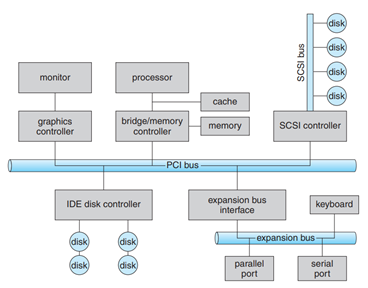 disk
disk
disk
disk
SCSI bus
monitor
processor
cache
graphics
controller
bridge/memory
controller
memory
SCSI controller
PCI bus
IDE disk controller
expansion bus
interface
keyboard
disk
disk
disk
disk
expansion bus
parallel
port
serial
port